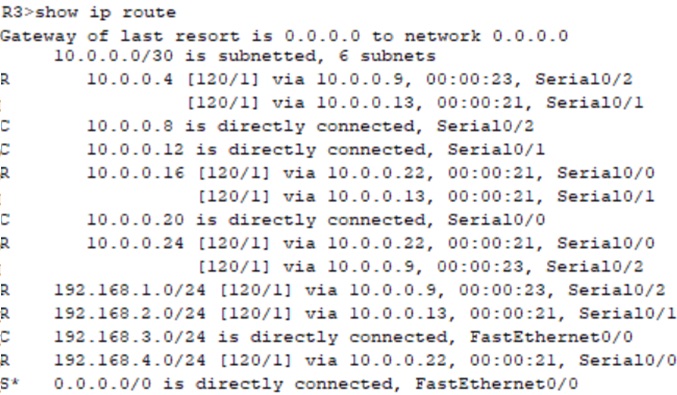 R3>show ip route
Gateway of last resort is 0.0.0.0 to network 0.0.0.0
10.0.0.0/30 is subnetted, 6 subnets
R 10.0.0.4 [120/1] via 10.0.0.9, 00:00:23, Serial0/2
[120/1] via 10.0.0.13, 00:00:21, Serial0/1
C 10.0.0.8 is directly connected, Serial0/2
C 10.0.0.12 is directly connected, Serial0/1
R 10.0.0.16 [120/1] via 10.0.0.22, 00:00:21, Serial0/0
[120/1] via 10.0.0.13, 00:00:21, Serial0/1
C 10.0.0.20 is directly connected, Serial0/0
R 10.0.0.24 [120/1] via 10.0.0.22, 00:00:21, Serial0/0
[120/1] via 10.0.0.9, 00:00:23, Serial0/2
R 192.168.1.0/24 [120/1] via 10.0.0.9, 00:00:23, Serial0/2
R 192.168.2.0/24 [120/1] via 10.0.0.13, 00:00:21, Serial0/1
C 192.168.3.0/24 is directly connected, FastEthernet0/0
R 192.168.4.0/24 [120/1] via 10.0.0.22, 00:00:21, Serial0/0
S* 0.0.0.0/0 is directly connected, FastEthernet0/0